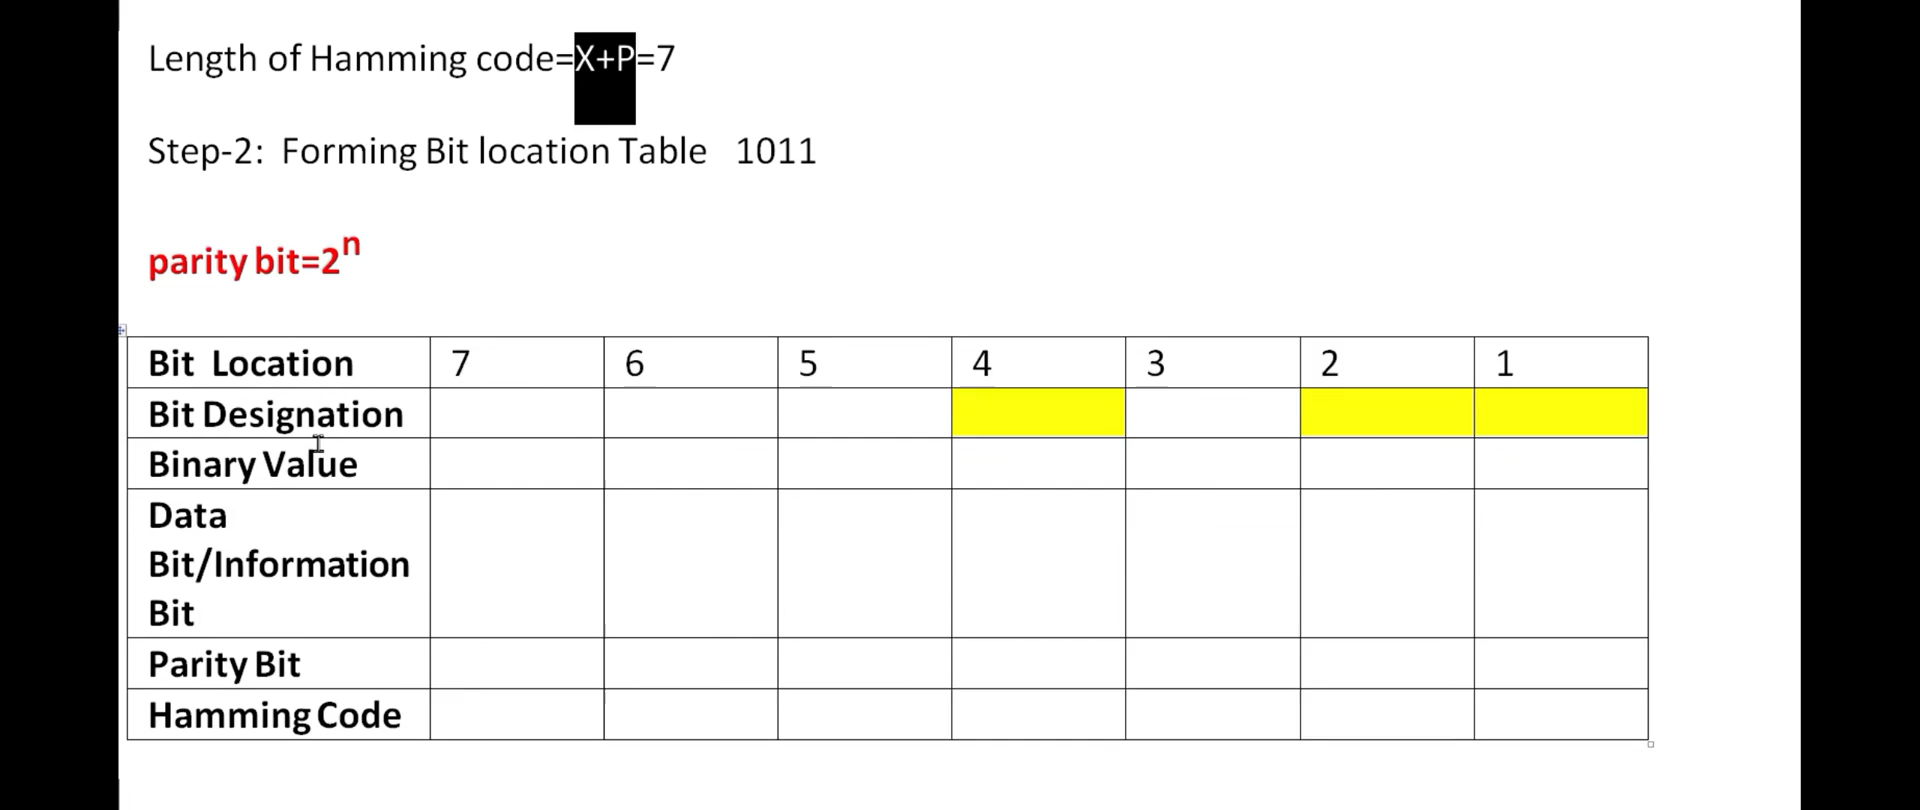 Length of Hamming code=X+P=7
Step-2: Forming Bit location Table 1011
parity bit=2^n
Bit Location 7 6 5 4 3 2 1
Bit Designation
Binary Value
Data
Bit/Information
Bit
Parity Bit
Hamming Code